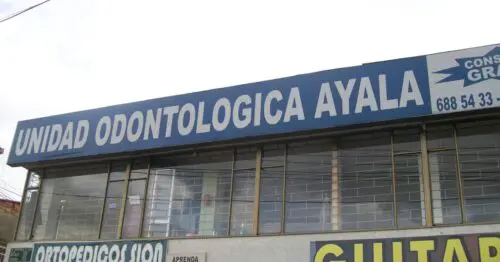 UNIDAD ODONTOLOGICA AYALA
CONS
GRA
688 54 33 -
ORTOPEDICOS SION
APRENDA
GUITAR